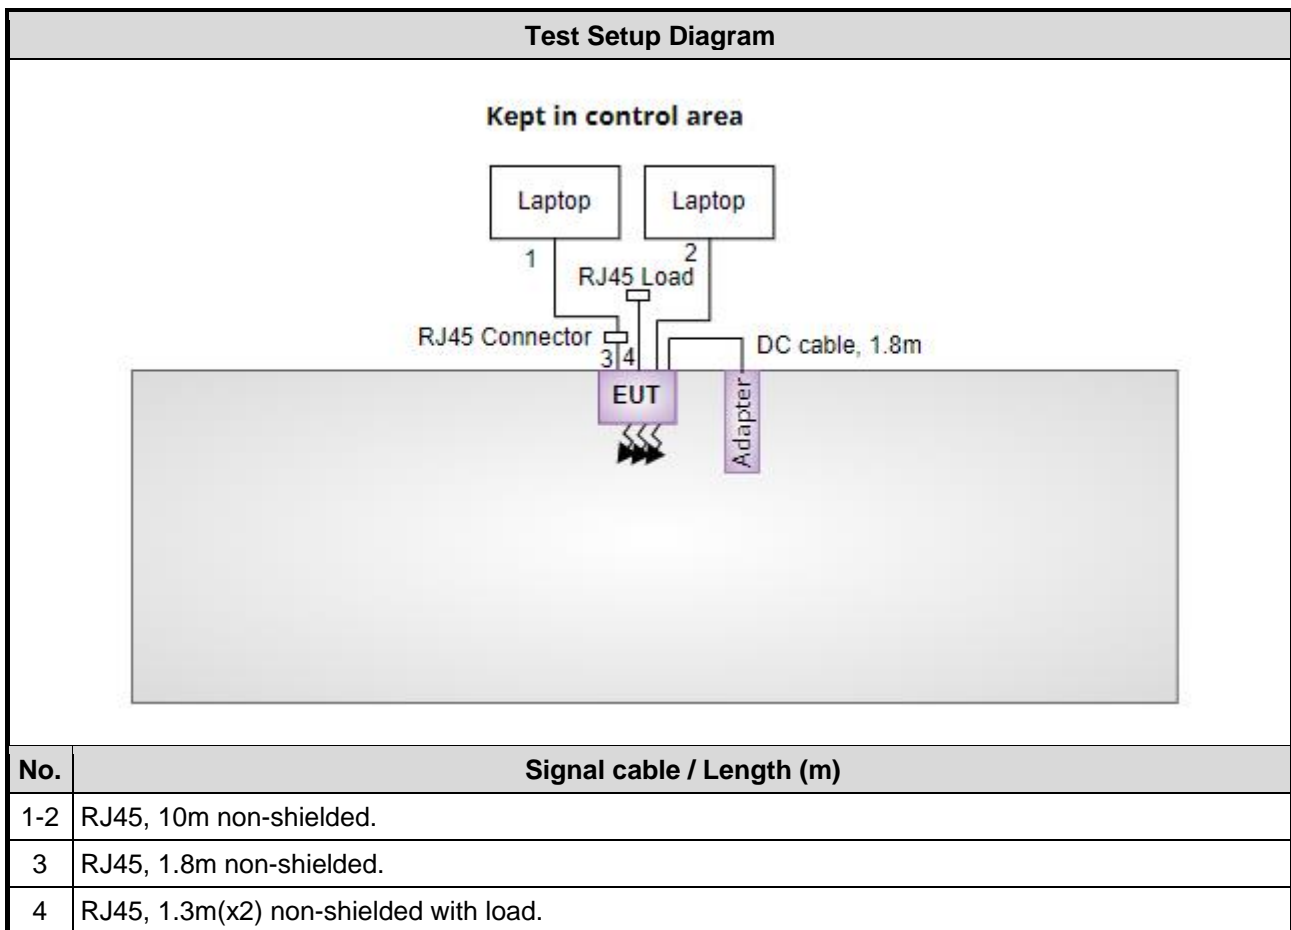 Test Setup Diagram
Kept in control area
Laptop
Laptop
1
2
RJ45 Load
RJ45 Connector
3
4
DC cable, 1.8m
EUT
Adapter
No.
Signal cable / Length (m)
1-2
RJ45, 10m non-shielded.
3
RJ45, 1.8m non-shielded.
4
RJ45, 1.3m(x2) non-shielded with load.